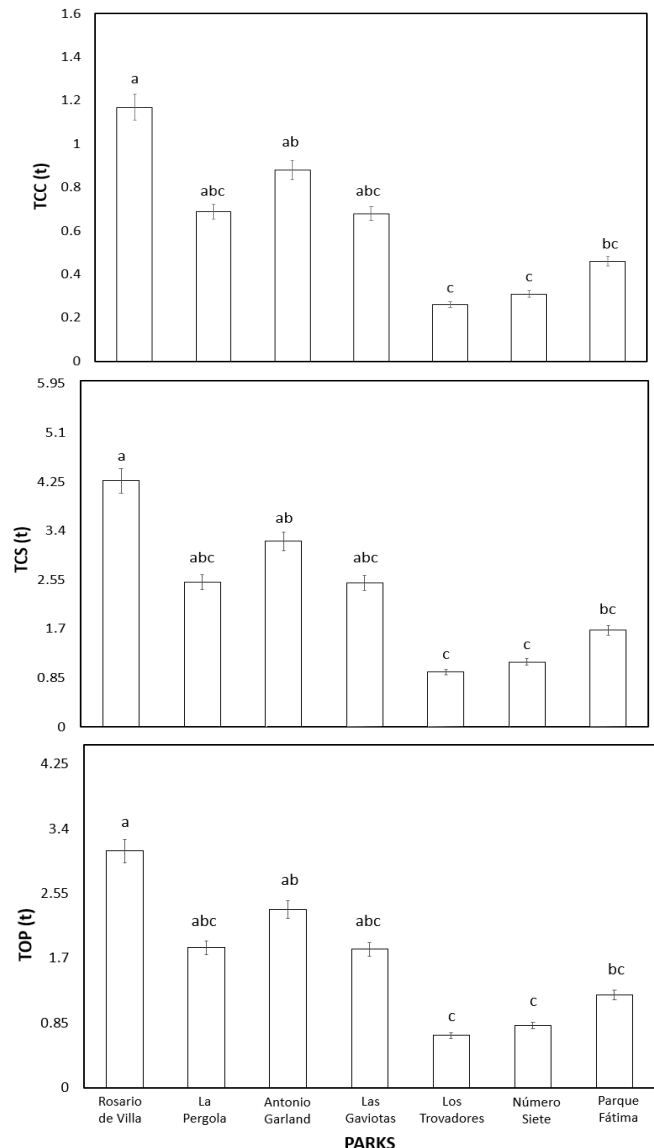 1.6
1.4
1.2
1
0.8
0.6
0.4
0.2
0
TCC (t)
a
abc
ab
abc
c
c
bc
5.95
5.1
4.25
3.4
2.55
1.7
0.85
0
TCS (t)
a
abc
ab
abc
c
c
bc
4.25
3.4
2.55
1.7
0.85
0
TOP (t)
a
abc
ab
abc
c
c
bc
Rosario
de Villa
La
Pergola
Antonio
Garland
Las
Gaviotas
Los
Trovadores
Número
Siete
Parque
Fátima
PARKS